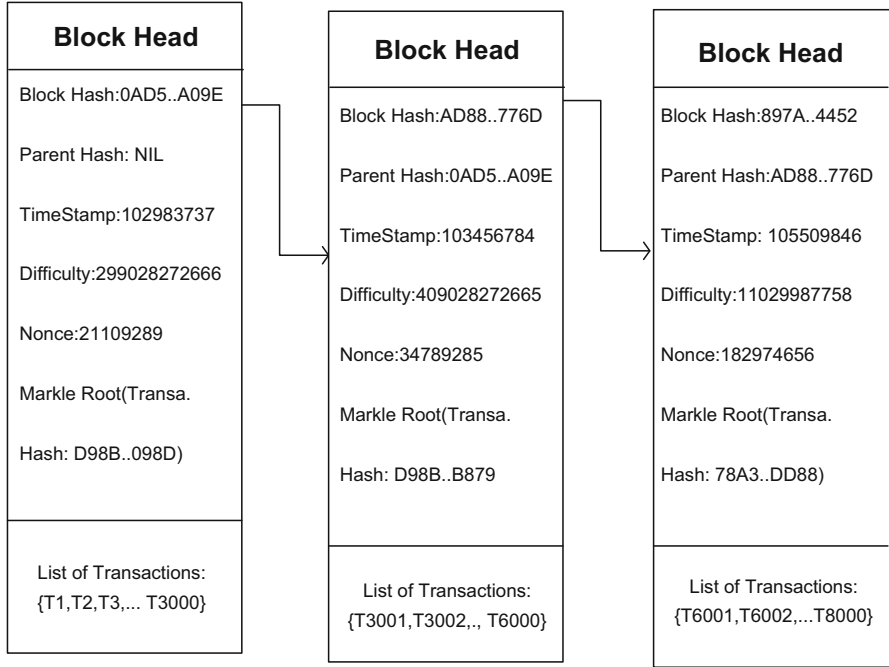 Block Head
Block Hash:0AD5..A09E
Parent Hash: NIL
TimeStamp:102983737
Difficulty:299028272666
Nonce:21109289
Markle Root(Transa.
Hash: D98B..098D)
List of Transactions:
{T1,T2,T3,... T3000}
Block Head
Block Hash:AD88..776D
Parent Hash:0AD5..A09E
TimeStamp:103456784
Difficulty:409028272665
Nonce:34789285
Markle Root(Transa.
Hash: D98B..B879
List of Transactions:
{T3001,T3002,., T6000}
Block Head
Block Hash:897A..4452
Parent Hash:AD88..776D
TimeStamp: 105509846
Difficulty:11029987758
Nonce:182974656
Markle Root(Transa.
Hash: 78A3..DD88)
List of Transactions:
{T6001,T6002,...T8000}